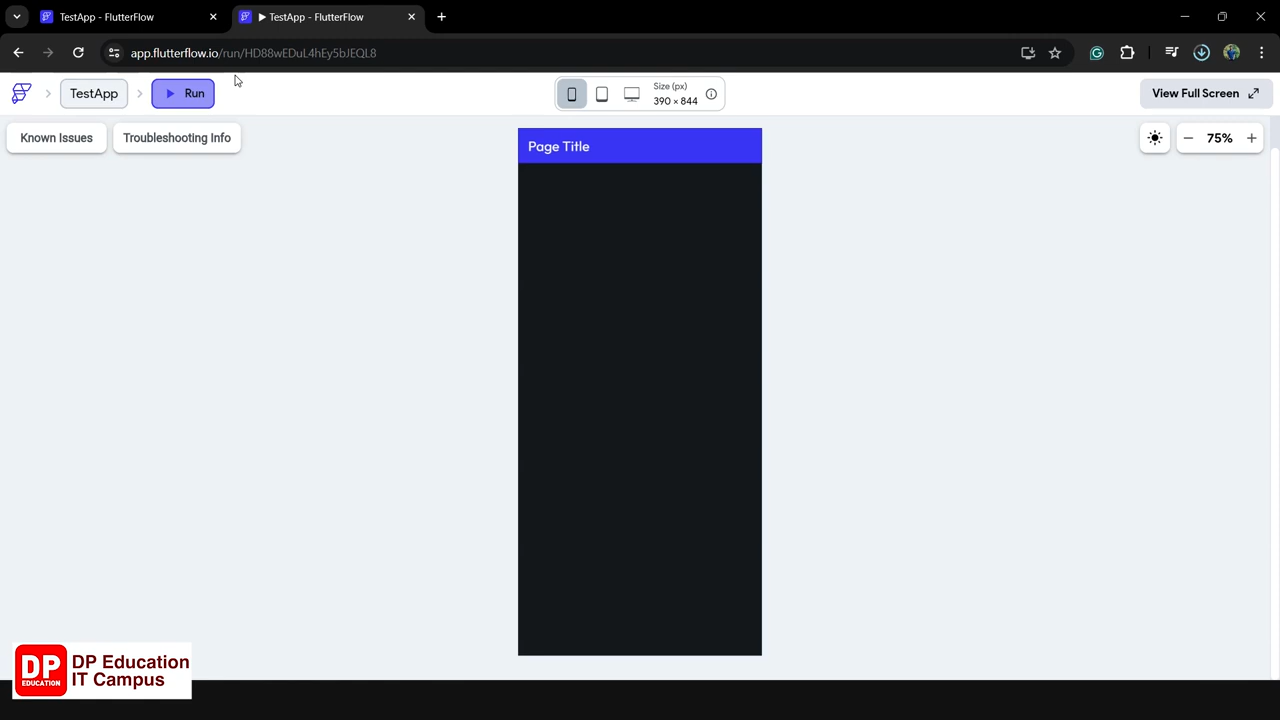 TestApp - FlutterFlow
TestApp - FlutterFlow
app.flutterflow.io/run/HD88wEDuL4hEy5bJEQL8
TestApp
Run
Size (px)
390 × 844
View Full Screen
Known Issues
Troubleshooting Info
75%
Page Title
DP
EDUCATION
DP Education
IT Campus